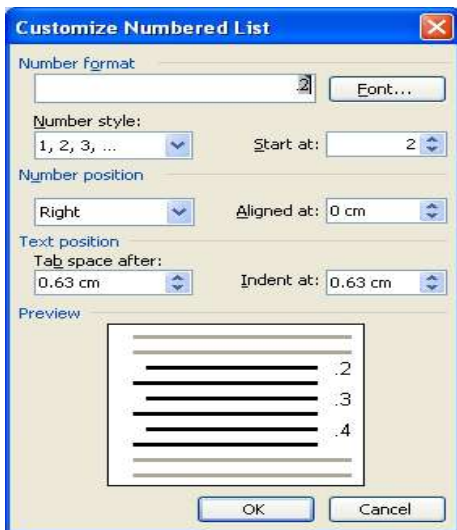 Customize Numbered List
Number format
.2
Font...
Number style:
1, 2, 3, ...
Start at: 2
Number position
Right
Aligned at: 0 cm
Text position
Tab space after:
0.63 cm
Indent at: 0.63 cm
Preview
.2
.3
.4
OK
Cancel